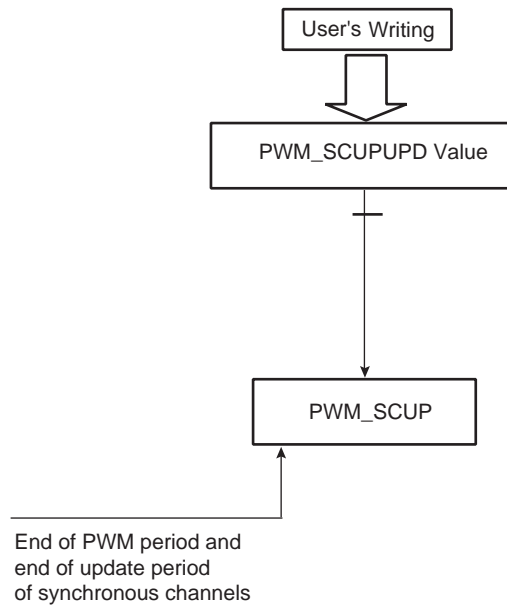 User's Writing
PWM_SCUPUPD Value
PWM_SCUP
End of PWM period and
end of update period
of synchronous channels